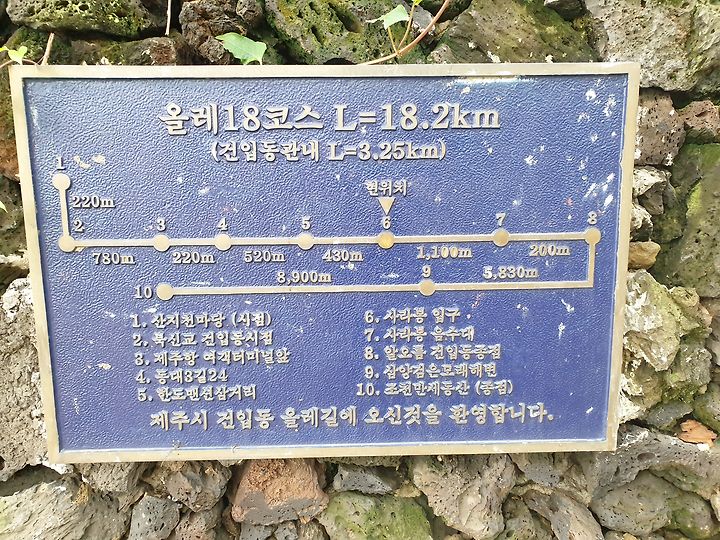 올레18코스 L=18.2km
(건입동관내 L=3.25km)
현위치
1
220m
2 3 4 5 6 7 8
780m 220m 520m 430m 1,100m 200m
8,900m 5,830m
10 9
1. 산지천마당 (시점)
2. 북신교 건입동시점
3. 제주항 여객터미널앞
4. 동대3길24
5. 한도맨션삼거리
6. 사라봉 입구
7. 사라봉 음수대
8. 알오름 건입동종점
9. 삼양검은모래해변
10. 조천만세동산 (종점)
제주시 건입동 올레길에 오신것을 환영합니다.